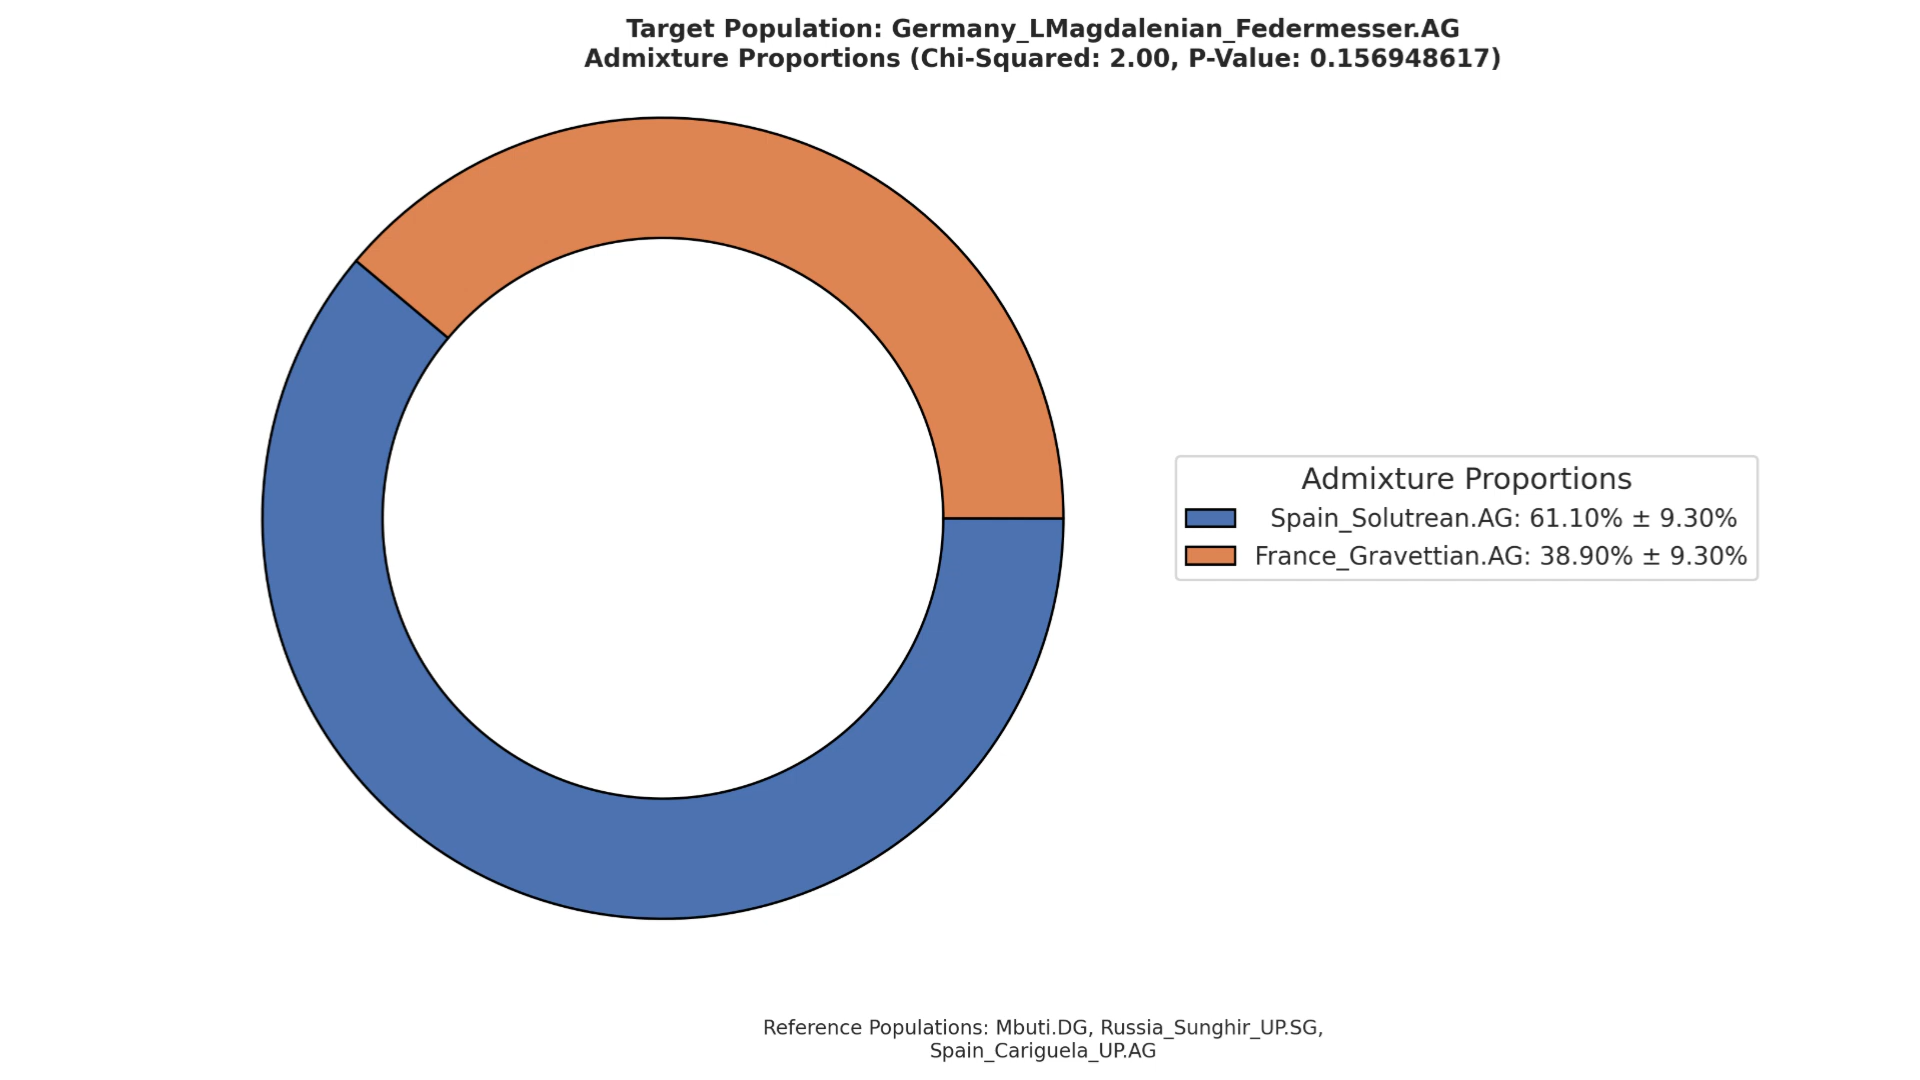 Target Population: Germany_LMagdalenian_Federmesser.AG
Admixture Proportions (Chi-Squared: 2.00, P-Value: 0.156948617)
Admixture Proportions
Spain_Solutrean.AG: 61.10% ± 9.30%
France_Gravettian.AG: 38.90% ± 9.30%
Reference Populations: Mbuti.DG, Russia_Sunghir_UP.SG,
Spain_Cariguela_UP.AG